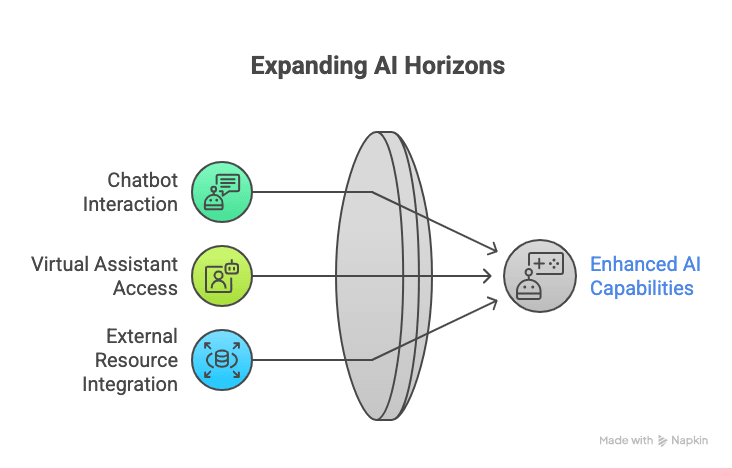 Expanding AI Horizons
Chatbot
Interaction
Virtual Assistant
Access
External
Resource
Integration
Enhanced AI
Capabilities
Made with Napkin